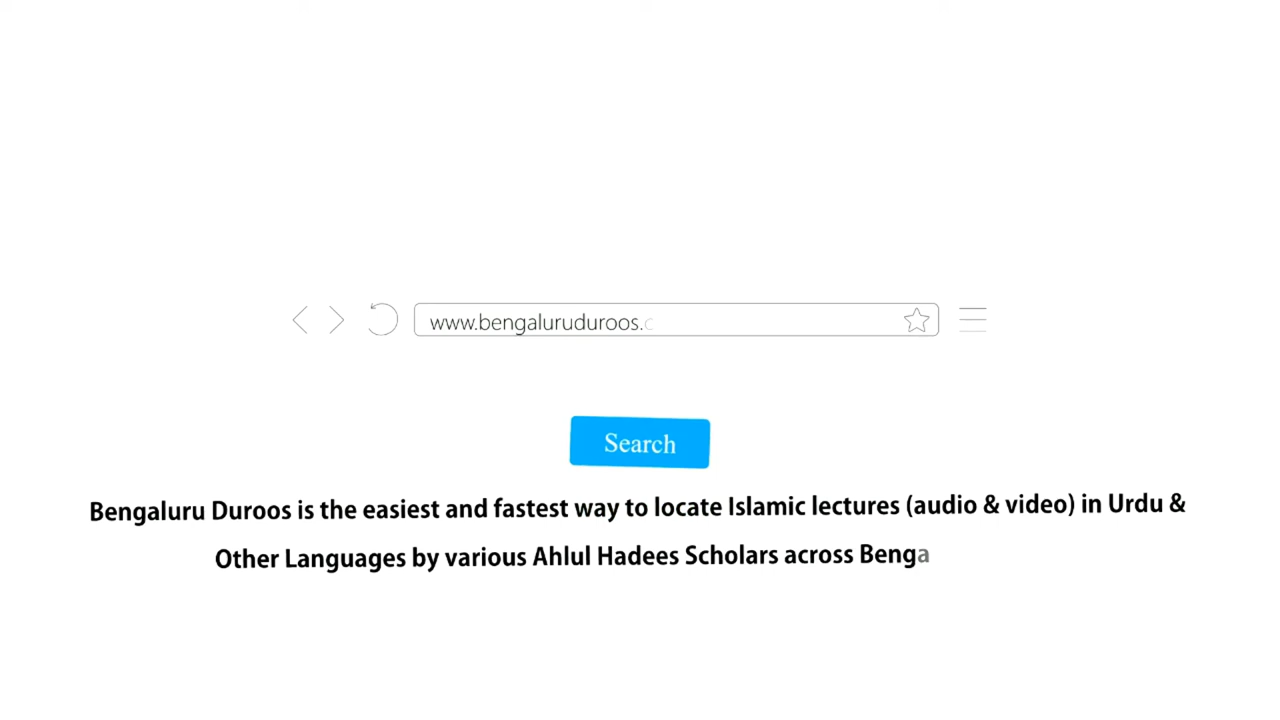 www.bengaluruduroos.c
Search
Bengaluru Duroos is the easiest and fastest way to locate Islamic lectures (audio & video) in Urdu &
Other Languages by various Ahlul Hadees Scholars across Benga